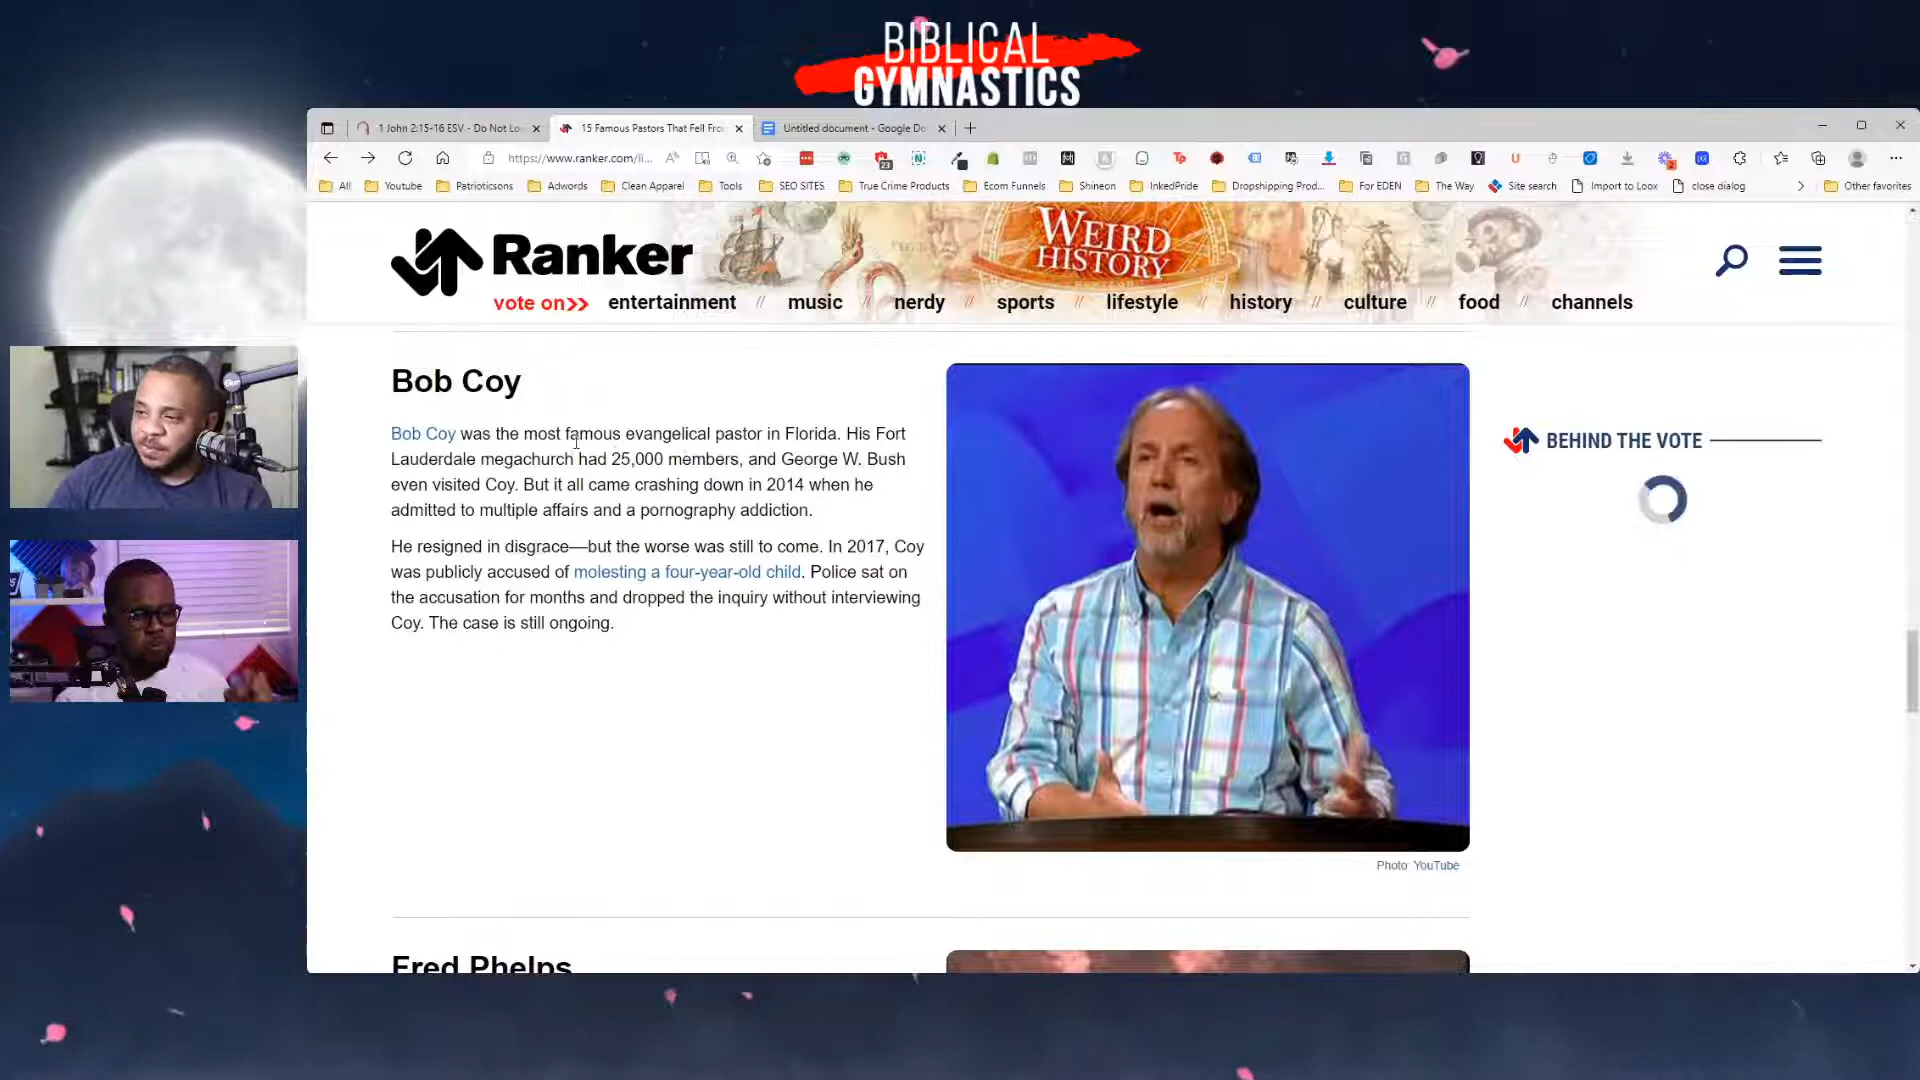 BIBLICAL
GYMNASTICS
1 John 2:15-16 ESV - Do Not Lo
15 Famous Pastors That Fell Fro
Untitled document - Google Do
https://www.ranker.com/li...
23
2
All
Youtube
Patrioticsons
Adwords
Clean Apparel
Tools
SEO SITES
True Crime Products
Ecom Funnels
Shineon
InkedPride
Dropshipping Prod...
For EDEN
The Way
Site search
Import to Loox
close dialog
Other favorites
Ranker
WEIRD
HISTORY
vote on>>
entertainment // music // nerdy // sports // lifestyle // history // culture // food // channels
Bob Coy
Bob Coy was the most famous evangelical pastor in Florida. His Fort
Lauderdale megachurch had 25,000 members, and George W. Bush
even visited Coy. But it all came crashing down in 2014 when he
admitted to multiple affairs and a pornography addiction.
He resigned in disgrace—but the worse was still to come. In 2017, Coy
was publicly accused of molesting a four-year-old child. Police sat on
the accusation for months and dropped the inquiry without interviewing
Coy. The case is still ongoing.
BEHIND THE VOTE
Photo: YouTube
Fred Phelps